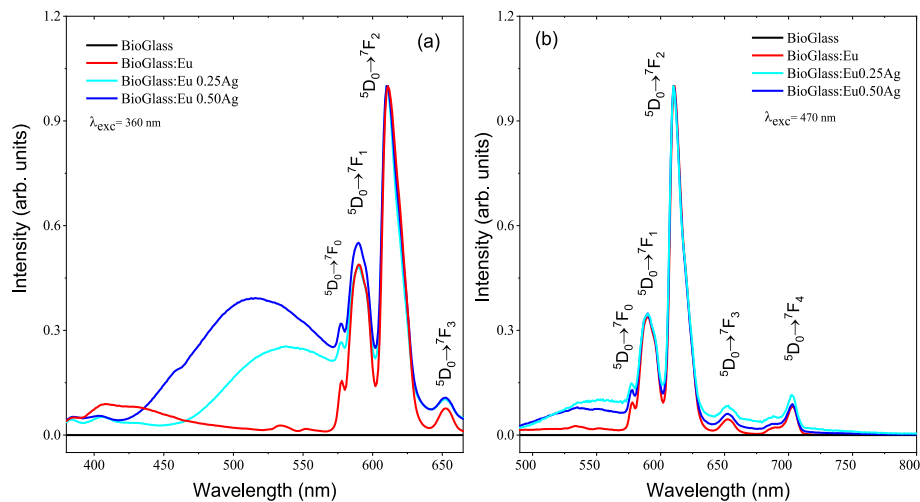 (a)
BioGlass
BioGlass:Eu
BioGlass:Eu 0.25Ag
BioGlass:Eu 0.50Ag
λexc= 360 nm
⁵D₀→⁷F₀
⁵D₀→⁷F₁
⁵D₀→⁷F₂
⁵D₀→⁷F₃
Intensity (arb. units)
1.2
0.9
0.6
0.3
0.0
400 450 500 550 600 650
Wavelength (nm)
(b)
BioGlass
BioGlass:Eu
BioGlass:Eu0.25Ag
BioGlass:Eu0.50Ag
λexc= 470 nm
⁵D₀→⁷F₀
⁵D₀→⁷F₁
⁵D₀→⁷F₂
⁵D₀→⁷F₃
⁵D₀→⁷F₄
Intensity (arb. units)
1.2
0.9
0.6
0.3
0.0
500 550 600 650 700 750 800
Wavelength (nm)